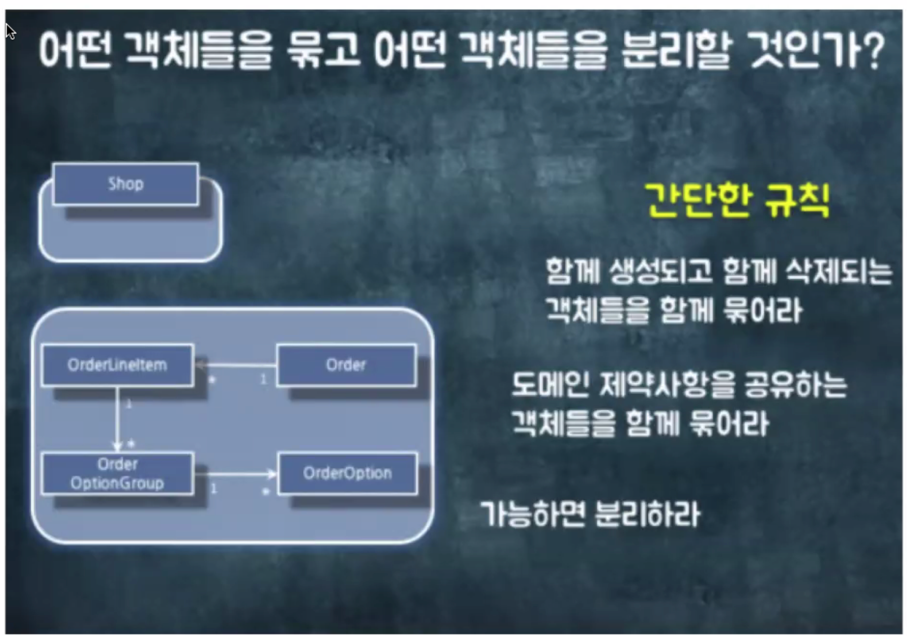 어떤 객체들을 묶고 어떤 객체들을 분리할 것인가?
Shop
간단한 규칙
함께 생성되고 함께 삭제되는
객체들을 함께 묶어라
OrderLineItem
Order
*
1
1
*
도메인 제약사항을 공유하는
객체들을 함께 묶어라
Order
OptionGroup
OrderOption
1
*
가능하면 분리하라